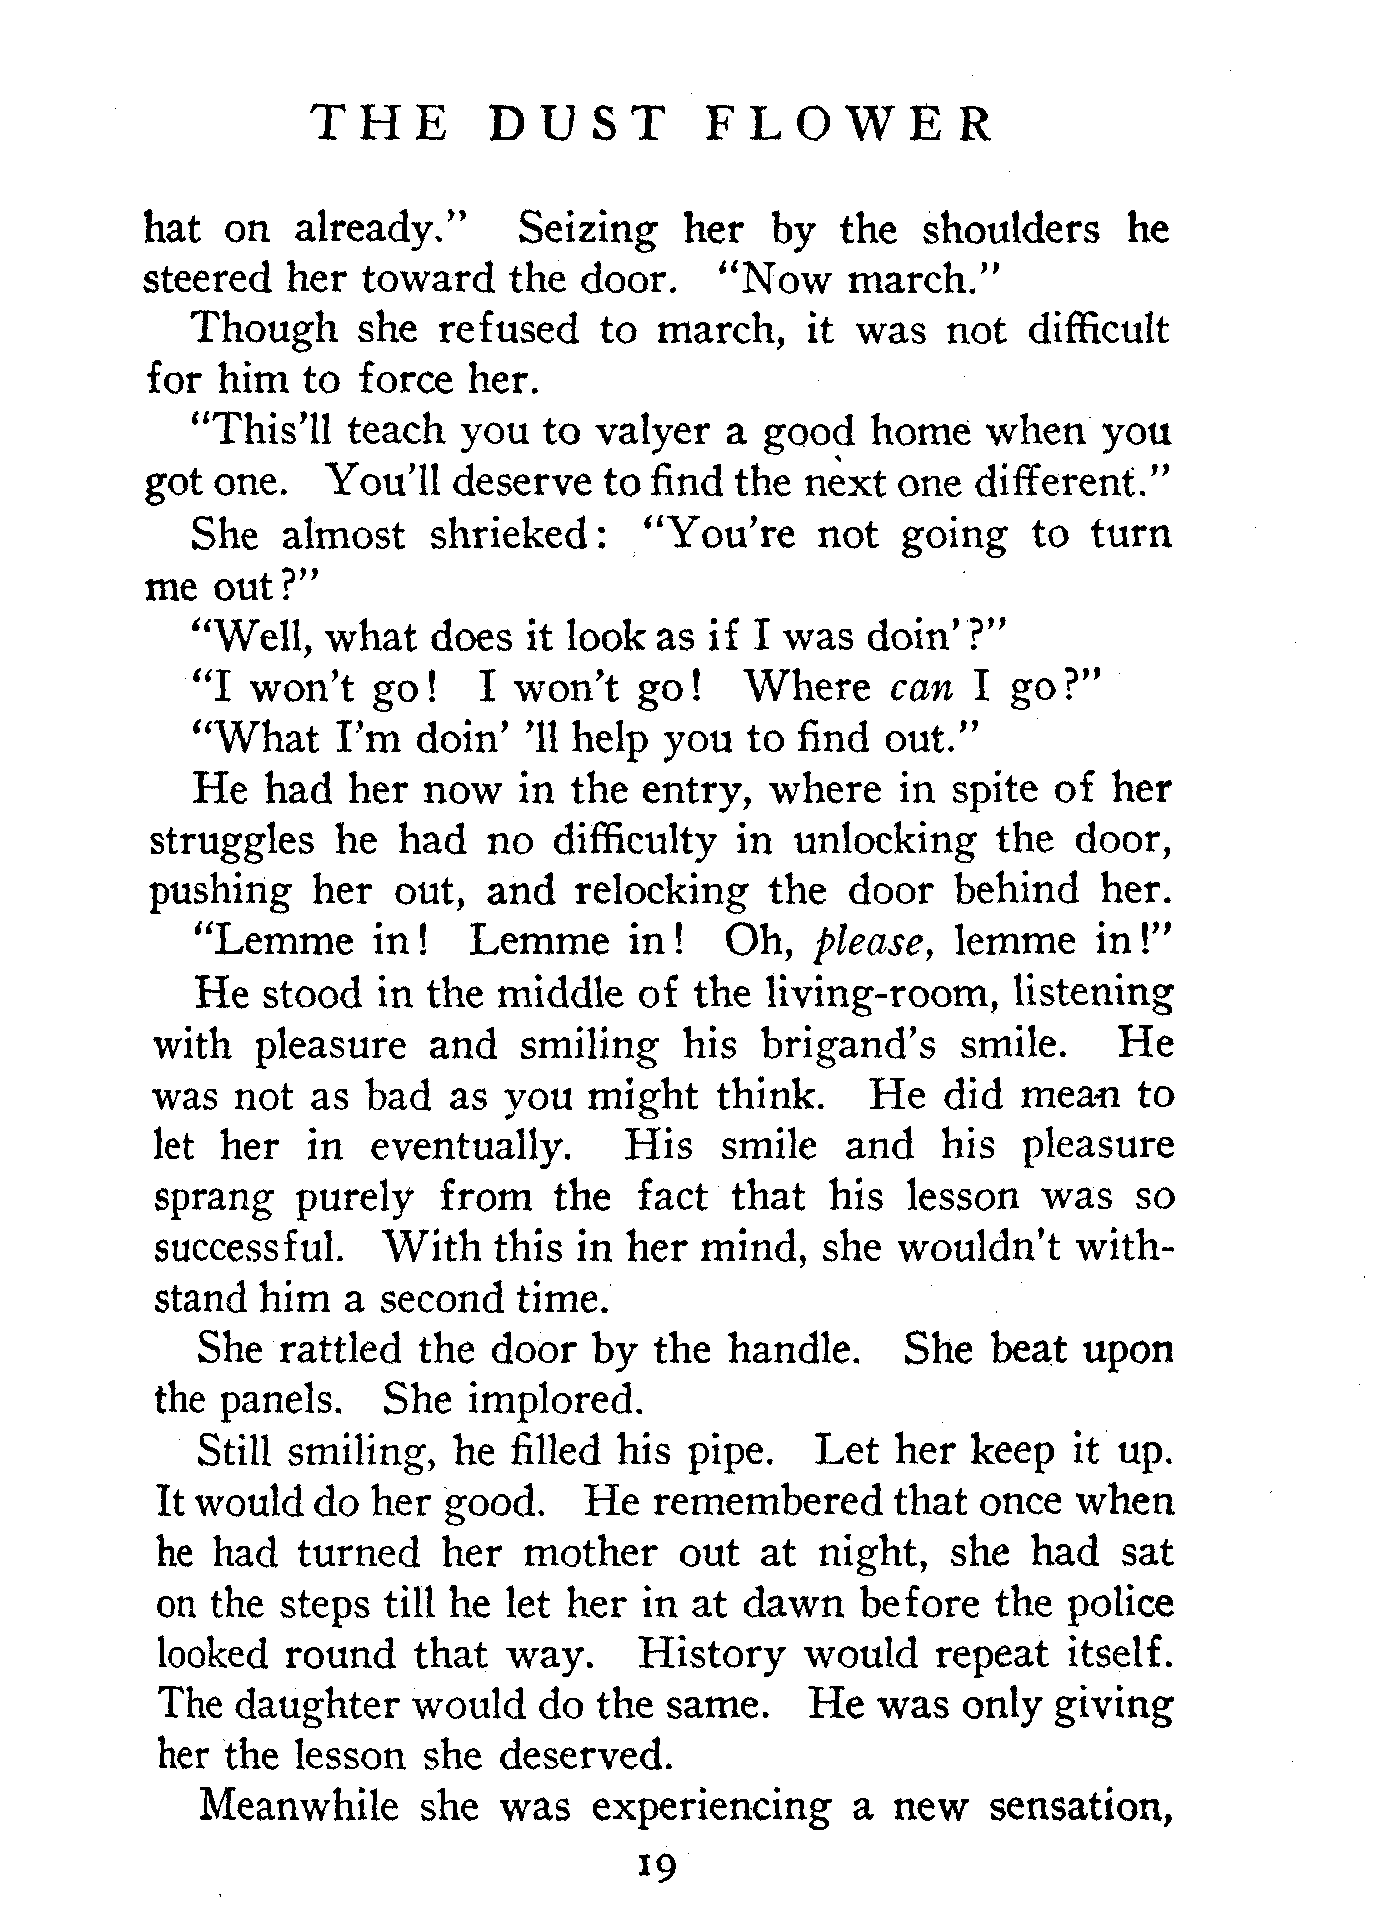 THE DUST FLOWER
hat on already." Seizing her by the shoulders he
steered her toward the door. "Now march."
Though she refused to march, it was not difficult
for him to force her.
"This'll teach you to valyer a good home when you
got one. You'll deserve to find the next one different."
She almost shrieked: "You're not going to turn
me out?"
"Well, what does it look as if I was doin'?"
"I won't go! I won't go! Where can I go?"
"What I'm doin' 'll help you to find out."
He had her now in the entry, where in spite of her
struggles he had no difficulty in unlocking the door,
pushing her out, and relocking the door behind her.
"Lemme in! Lemme in! Oh, please, lemme in!"
He stood in the middle of the living-room, listening
with pleasure and smiling his brigand's smile. He
was not as bad as you might think. He did mean to
let her in eventually. His smile and his pleasure
sprang purely from the fact that his lesson was so
successful. With this in her mind, she wouldn't with-
stand him a second time.
She rattled the door by the handle. She beat upon
the panels. She implored.
Still smiling, he filled his pipe. Let her keep it up.
It would do her good. He remembered that once when
he had turned her mother out at night, she had sat
on the steps till he let her in at dawn before the police
looked round that way. History would repeat itself.
The daughter would do the same. He was only giving
her the lesson she deserved.
Meanwhile she was experiencing a new sensation,
19